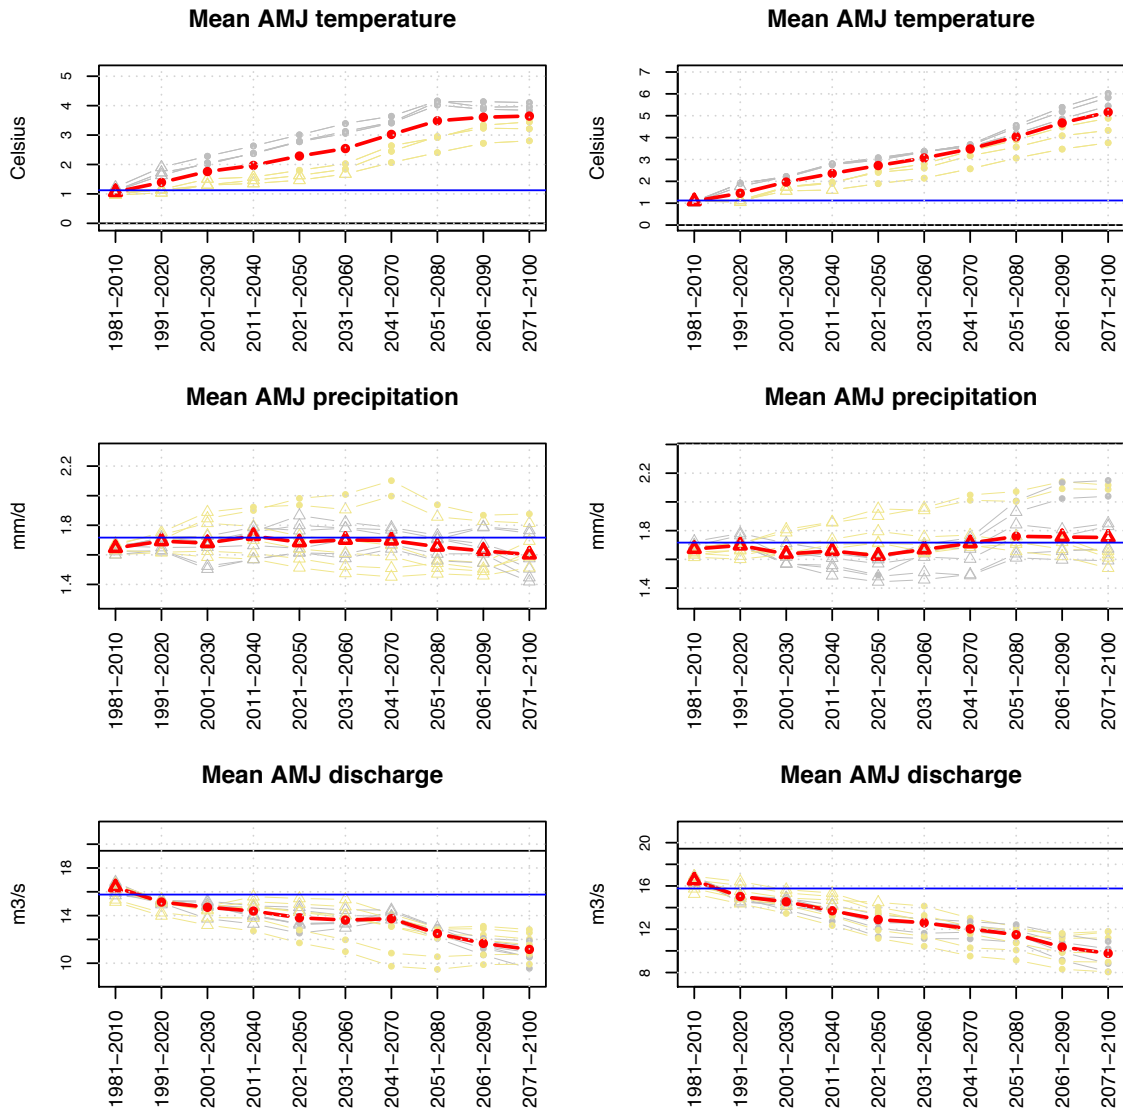 Mean AMJ temperature
Celsius
0 1 2 3 4 5
1981−2010 1991−2020 2001−2030 2011−2040 2021−2050 2031−2060 2041−2070 2051−2080 2061−2090 2071−2100
Mean AMJ temperature
Celsius
0 1 2 3 4 5 6 7
1981−2010 1991−2020 2001−2030 2011−2040 2021−2050 2031−2060 2041−2070 2051−2080 2061−2090 2071−2100
Mean AMJ precipitation
mm/d
1.4 1.8 2.2
1981−2010 1991−2020 2001−2030 2011−2040 2021−2050 2031−2060 2041−2070 2051−2080 2061−2090 2071−2100
Mean AMJ precipitation
mm/d
1.4 1.8 2.2
1981−2010 1991−2020 2001−2030 2011−2040 2021−2050 2031−2060 2041−2070 2051−2080 2061−2090 2071−2100
Mean AMJ discharge
m3/s
10 14 18
1981−2010 1991−2020 2001−2030 2011−2040 2021−2050 2031−2060 2041−2070 2051−2080 2061−2090 2071−2100
Mean AMJ discharge
m3/s
8 12 16 20
1981−2010 1991−2020 2001−2030 2011−2040 2021−2050 2031−2060 2041−2070 2051−2080 2061−2090 2071−2100